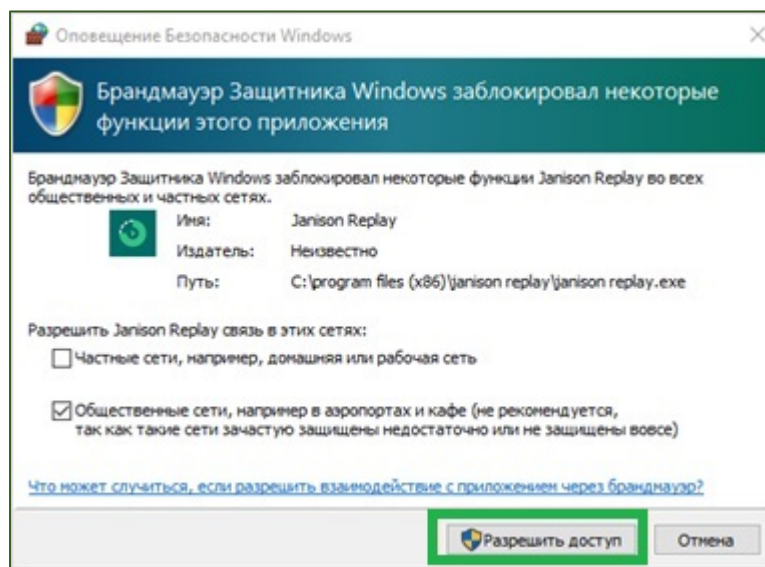 Оповещение Безопасности Windows
Брандмауэр Защитника Windows заблокировал некоторые
функции этого приложения
Брандмауэр Защитника Windows заблокировал некоторые функции Janison Replay во всех
общественных и частных сетях.
Имя: Janison Replay
Издатель: Неизвестно
Путь: C:\program files (x86)\janison replay\janison replay.exe
Разрешить Janison Replay связь в этих сетях:
Частные сети, например, домашняя или рабочая сеть
Общественные сети, например в аэропортах и кафе (не рекомендуется,
так как такие сети зачастую защищены недостаточно или не защищены вовсе)
Что может случиться, если разрешить взаимодействие с приложением через брандмауэр?
Разрешить доступ Отмена